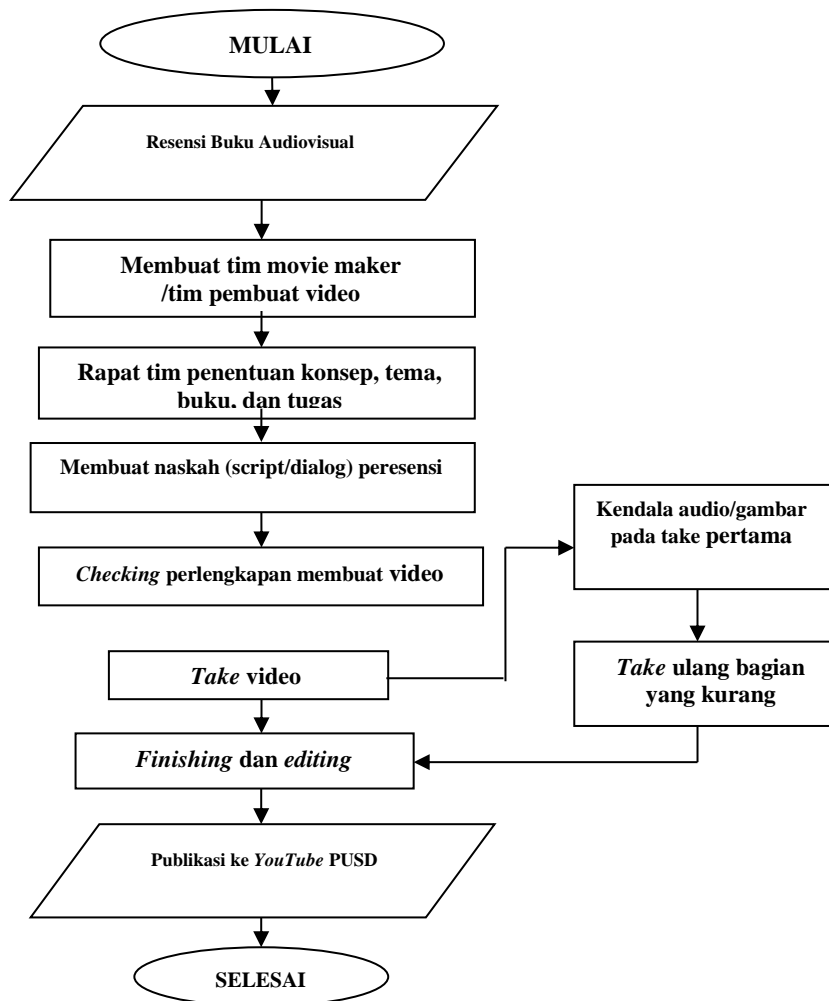 MULAI
Resensi Buku Audiovisual
Membuat tim movie maker
/tim pembuat video
Rapat tim penentuan konsep, tema,
buku, dan tugas
Membuat naskah (script/dialog) peresensi
Checking perlengkapan membuat video
Take video
Kendala audio/gambar
pada take pertama
Take ulang bagian
yang kurang
Finishing dan editing
Publikasi ke YouTube PUSD
SELESAI